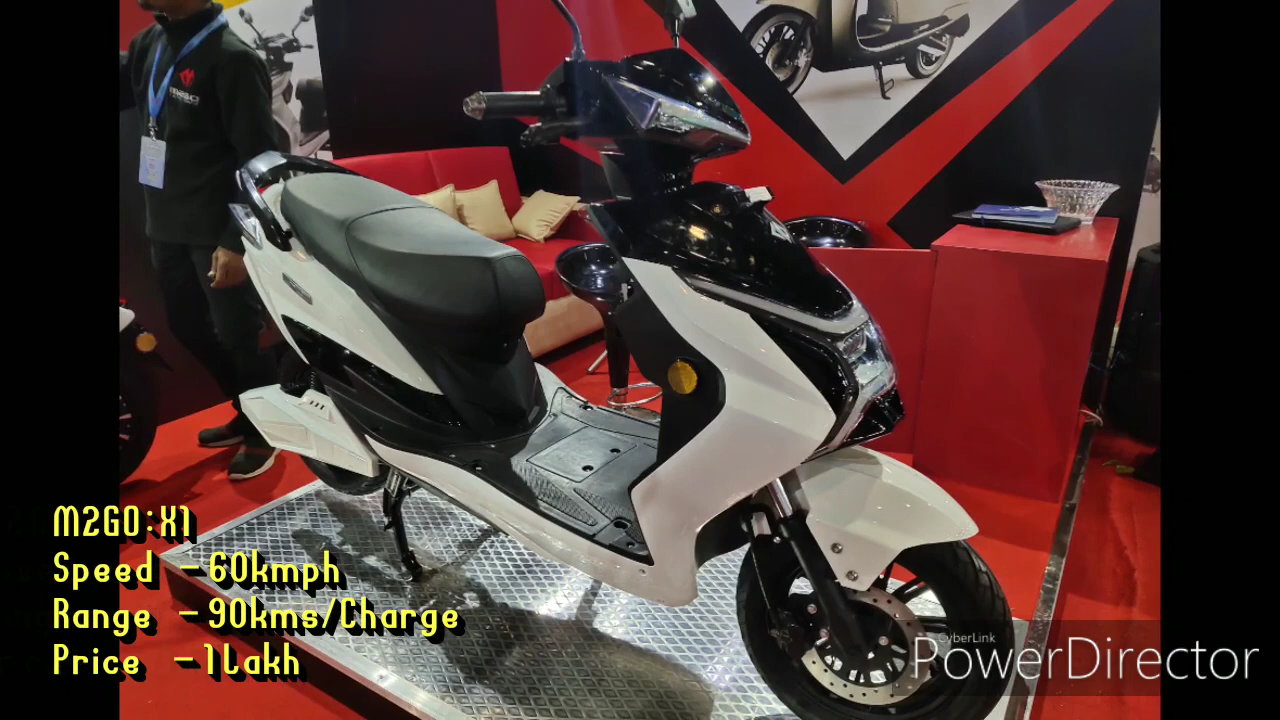 M2GO:X1
Speed - 60kmph
Range - 90kms/Charge
Price - 1Lakh
CyberLink
PowerDirector